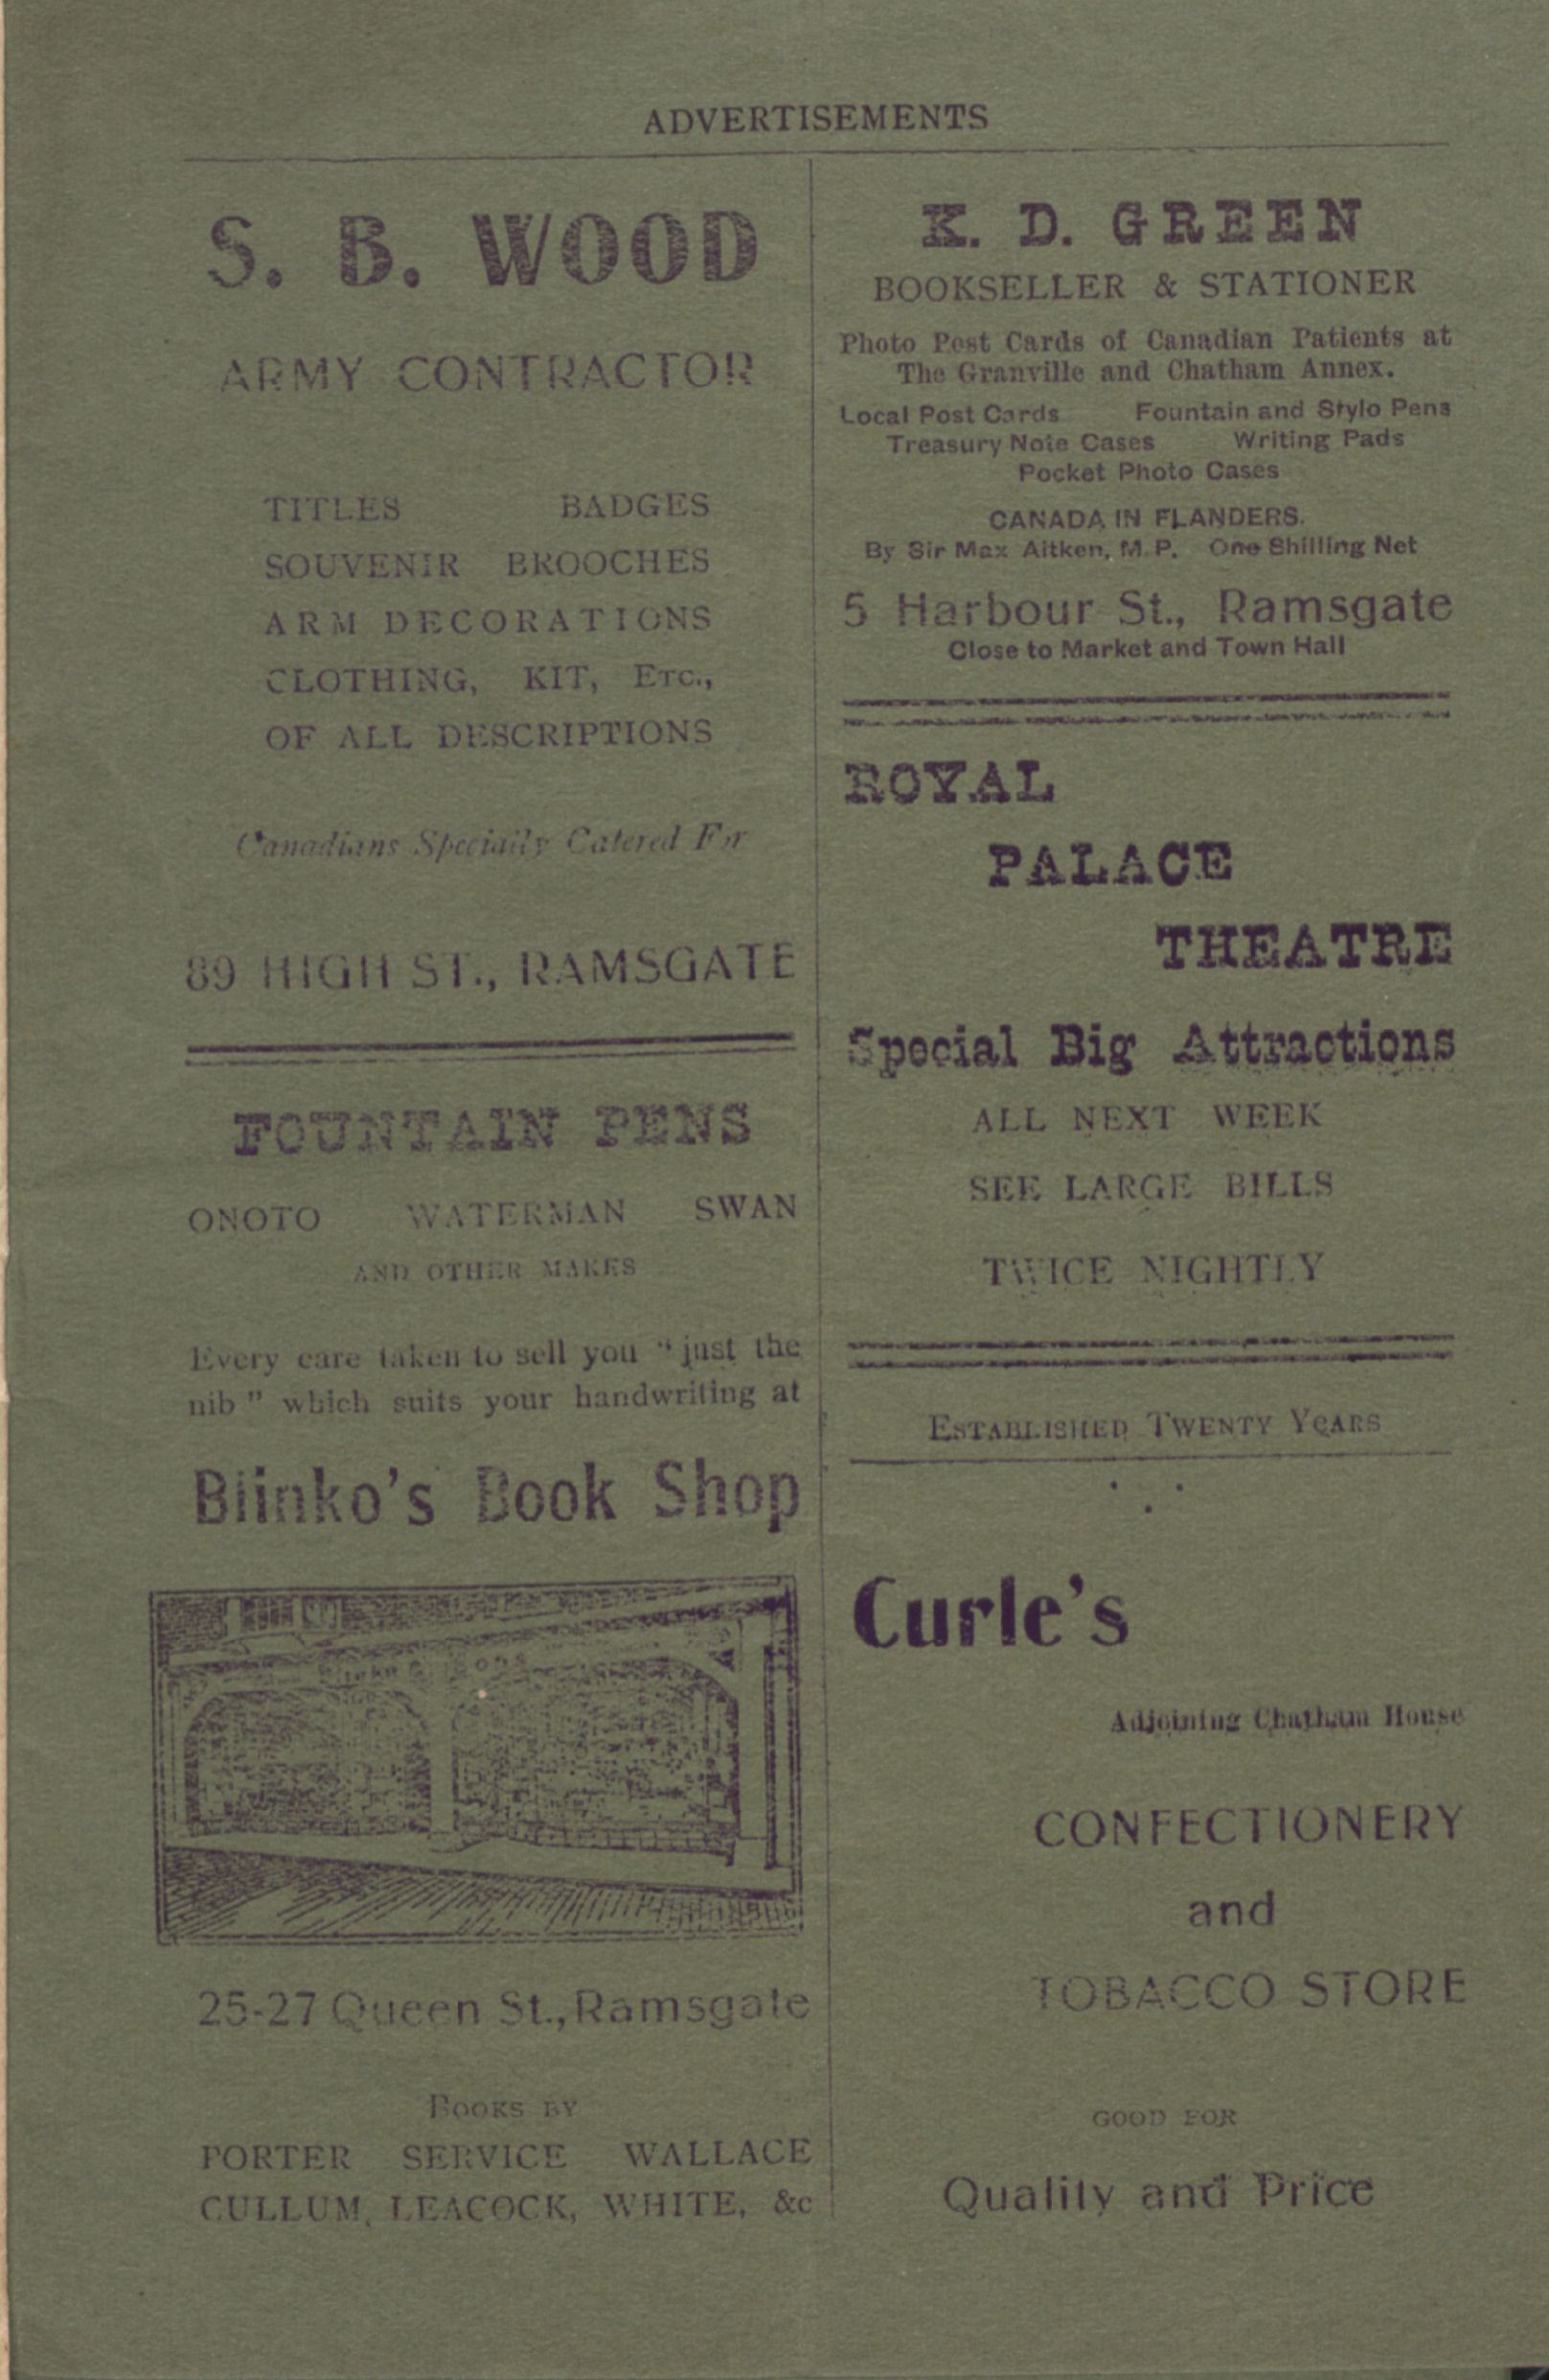 ADVERTISEMENTS
S. B. WOOD
ARMY CONTRACTOR
TITLES BADGES
SOUVENIR BROOCHES
ARM DECORATIONS
CLOTHING, KIT, ETC.,
OF ALL DESCRIPTIONS
Canadians Specially Catered For
89 HIGH ST., RAMSGATE
FOUNTAIN PENS
ONOTO WATERMAN SWAN
AND OTHER MAKES
Every care taken to sell you "just the
nib" which suits your handwriting at
Blinko's Book Shop
25-27 Queen St., Ramsgate
BOOKS BY
PORTER SERVICE WALLACE
CULLUM, LEACOCK, WHITE, &c
K. D. GREEN
BOOKSELLER & STATIONER
Photo Post Cards of Canadian Patients at
The Granville and Chatham Annex.
Local Post Cards Fountain and Stylo Pens
Treasury Note Cases Writing Pads
Pocket Photo Cases
CANADA IN FLANDERS.
By Sir Max Aitken, M.P. One Shilling Net
5 Harbour St., Ramsgate
Close to Market and Town Hall
ROYAL
PALACE
THEATRE
Special Big Attractions
ALL NEXT WEEK
SEE LARGE BILLS
TWICE NIGHTLY
ESTABLISHED TWENTY YEARS
Curle's
Adjoining Chatham House
CONFECTIONERY
and
TOBACCO STORE
GOOD FOR
Quality and Price